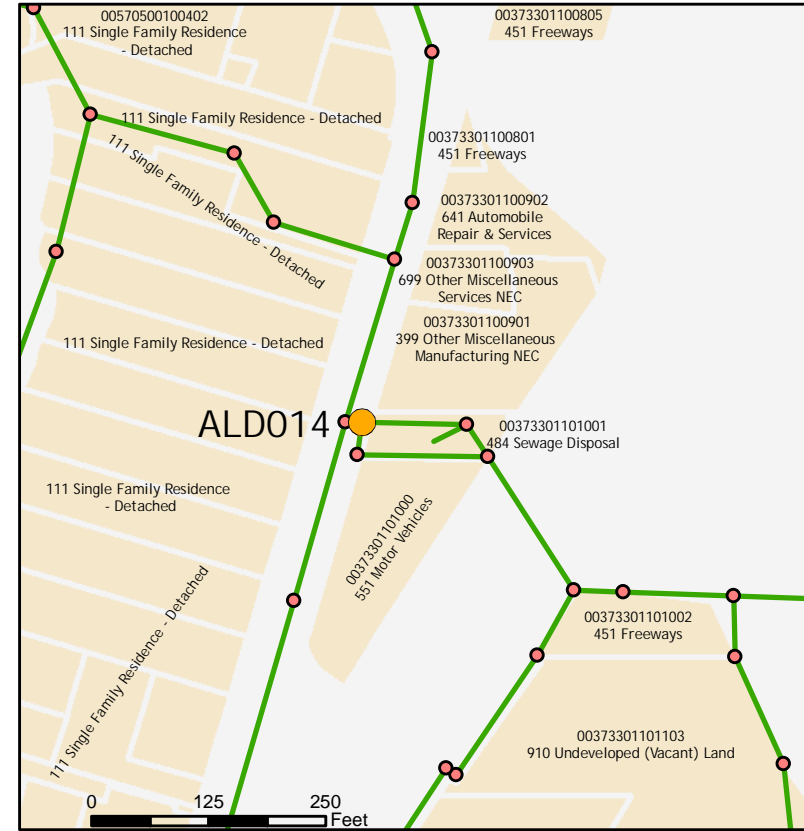 00570500100402
111 Single Family Residence
- Detached
00373301100805
451 Freeways
111 Single Family Residence - Detached
111 Single Family Residence - Detached
00373301100801
451 Freeways
00373301100902
641 Automobile
Repair & Services
00373301100903
699 Other Miscellaneous
Services NEC
00373301100901
399 Other Miscellaneous
Manufacturing NEC
111 Single Family Residence - Detached
ALD014
00373301101001
484 Sewage Disposal
111 Single Family Residence
- Detached
00373301101000
551 Motor Vehicles
111 Single Family Residence - Detached
00373301101002
451 Freeways
00373301101103
910 Undeveloped (Vacant) Land
0 125 250
Feet